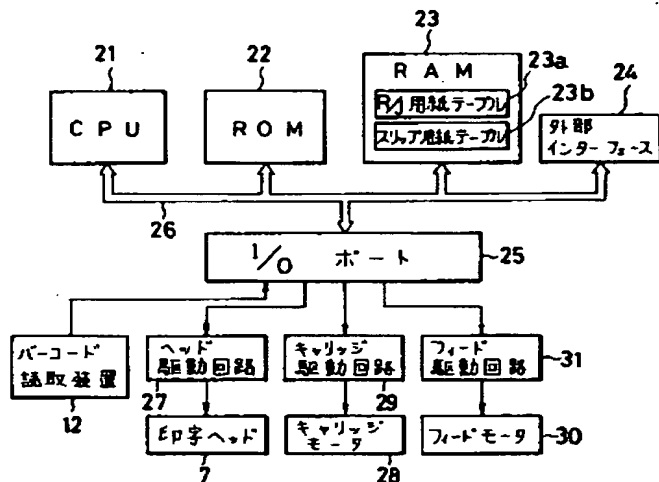 21
22
23
24
CPU
ROM
RAM
23a
R/J用紙テーブル
23b
スリップ用紙テーブル
外部
インターフェース
26
I/O ポート
25
バーコード
読取装置
12
ヘッド
駆動回路
27
キャリッジ
駆動回路
29
フィード
駆動回路
31
印字ヘッド
7
キャリッジ
モータ
28
フィードモータ
30